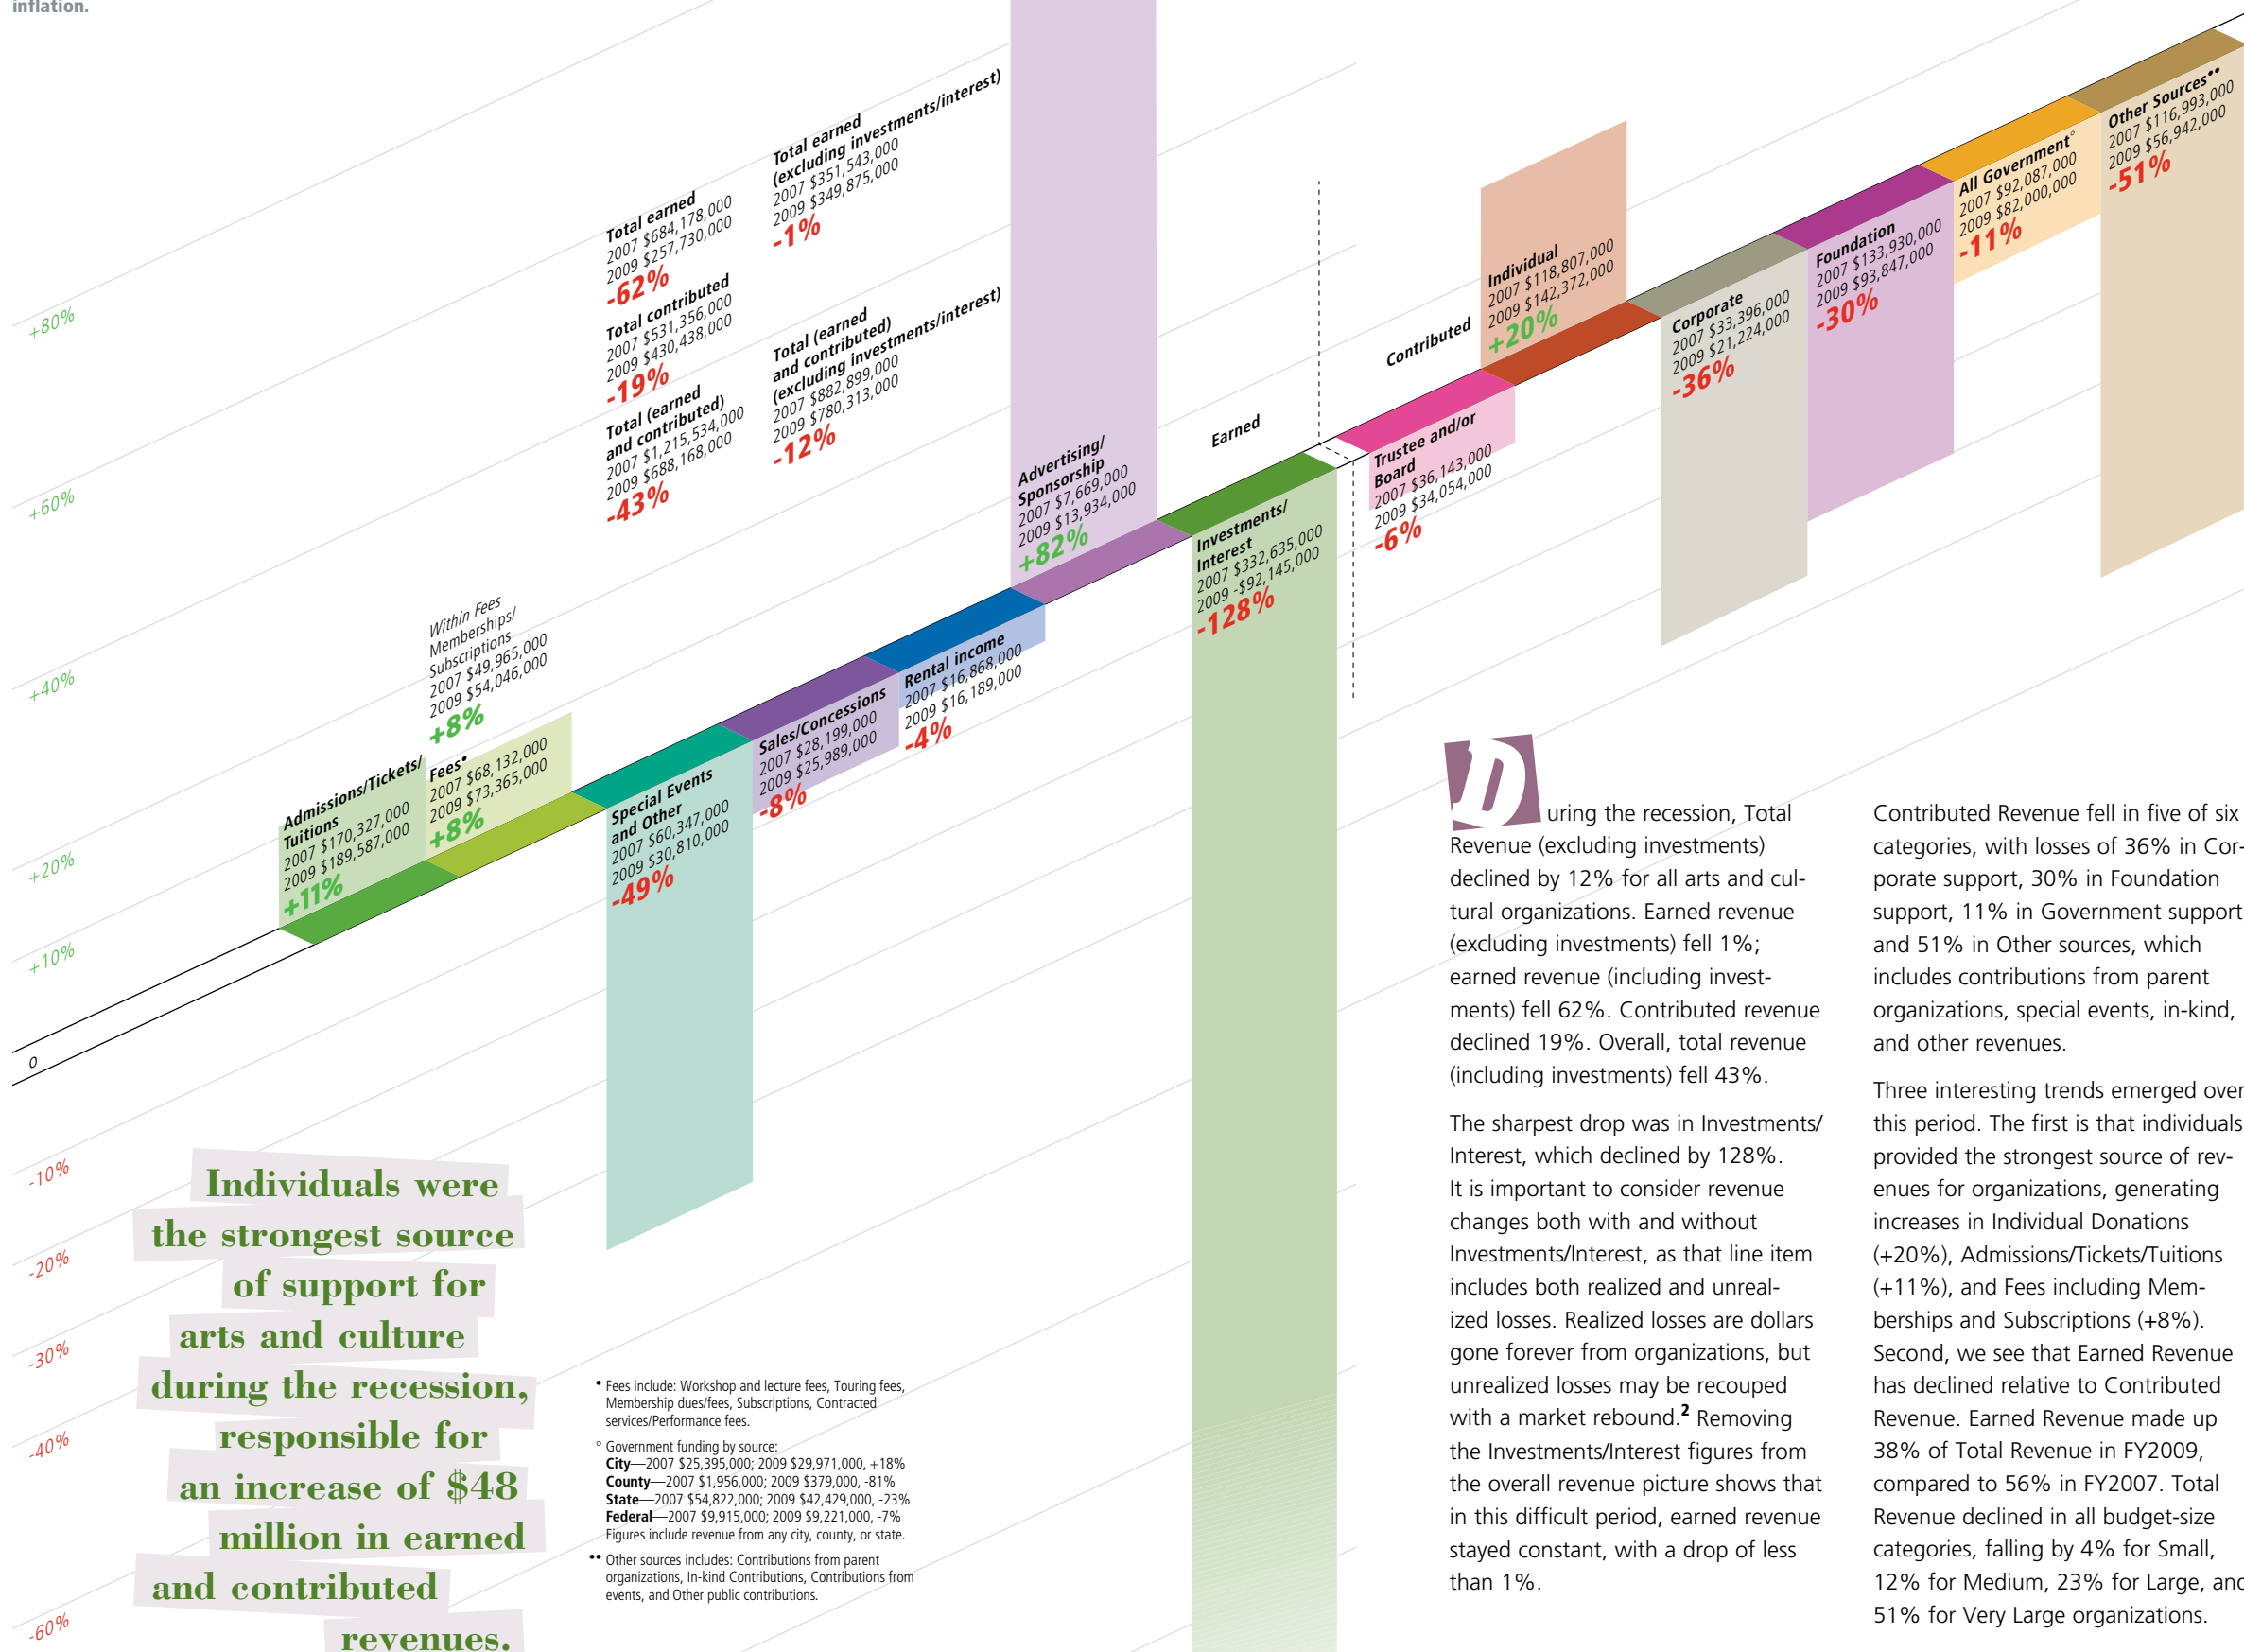 inflation.
+80%
+60%
+40%
+20%
+10%
0
-10%
-20%
-30%
-40%
-60%
Total earned
2007 $684,178,000
2009 $257,730,000
-62%
Total contributed
2007 $531,356,000
2009 $430,438,000
-19%
Total (earned
and contributed)
2007 $1,215,534,000
2009 $688,168,000
-43%
Total earned
(excluding investments/interest)
2007 $351,543,000
2009 $349,875,000
-1%
Total (earned
and contributed)
(excluding investments/interest)
2007 $882,899,000
2009 $780,313,000
-12%
Admissions/Tickets/
Tuitions
2007 $170,327,000
2009 $189,587,000
+11%
Within Fees
Memberships/
Subscriptions
2007 $49,965,000
2009 $54,046,000
+8%
Fees•
2007 $68,132,000
2009 $73,365,000
+8%
Special Events
and Other
2007 $60,347,000
2009 $30,810,000
-49%
Sales/Concessions
2007 $28,199,000
2009 $25,989,000
-8%
Rental income
2007 $16,868,000
2009 $16,189,000
-4%
Advertising/
Sponsorship
2007 $7,669,000
2009 $13,934,000
+82%
Earned
Investments/
Interest
2007 $332,635,000
2009 -$92,145,000
-128%
Contributed
Trustee and/or
Board
2007 $36,143,000
2009 $34,054,000
-6%
Individual
2007 $118,807,000
2009 $142,372,000
+20%
Corporate
2007 $33,396,000
2009 $21,224,000
-36%
Foundation
2007 $133,930,000
2009 $93,847,000
-30%
All Government°
2007 $92,087,000
2009 $82,000,000
-11%
Other Sources••
2007 $116,993,000
2009 $56,942,000
-51%
Individuals were
the strongest source
of support for
arts and culture
during the recession,
responsible for
an increase of $48
million in earned
and contributed
revenues.
• Fees include: Workshop and lecture fees, Touring fees,
Membership dues/fees, Subscriptions, Contracted
services/Performance fees.
° Government funding by source:
City—2007 $25,395,000; 2009 $29,971,000, +18%
County—2007 $1,956,000; 2009 $379,000, -81%
State—2007 $54,822,000; 2009 $42,429,000, -23%
Federal—2007 $9,915,000; 2009 $9,221,000, -7%
Figures include revenue from any city, county, or state.
•• Other sources includes: Contributions from parent
organizations, In-kind Contributions, Contributions from
events, and Other public contributions.
During the recession, Total
Revenue (excluding investments)
declined by 12% for all arts and cul-
tural organizations. Earned revenue
(excluding investments) fell 1%;
earned revenue (including invest-
ments) fell 62%. Contributed revenue
declined 19%. Overall, total revenue
(including investments) fell 43%.
The sharpest drop was in Investments/
Interest, which declined by 128%.
It is important to consider revenue
changes both with and without
Investments/Interest, as that line item
includes both realized and unreal-
ized losses. Realized losses are dollars
gone forever from organizations, but
unrealized losses may be recouped
with a market rebound.2 Removing
the Investments/Interest figures from
the overall revenue picture shows that
in this difficult period, earned revenue
stayed constant, with a drop of less
than 1%.
Contributed Revenue fell in five of six
categories, with losses of 36% in Cor-
porate support, 30% in Foundation
support, 11% in Government support
and 51% in Other sources, which
includes contributions from parent
organizations, special events, in-kind,
and other revenues.
Three interesting trends emerged over
this period. The first is that individuals
provided the strongest source of rev-
enues for organizations, generating
increases in Individual Donations
(+20%), Admissions/Tickets/Tuitions
(+11%), and Fees including Mem-
berships and Subscriptions (+8%).
Second, we see that Earned Revenue
has declined relative to Contributed
Revenue. Earned Revenue made up
38% of Total Revenue in FY2009,
compared to 56% in FY2007. Total
Revenue declined in all budget-size
categories, falling by 4% for Small,
12% for Medium, 23% for Large, and
51% for Very Large organizations.